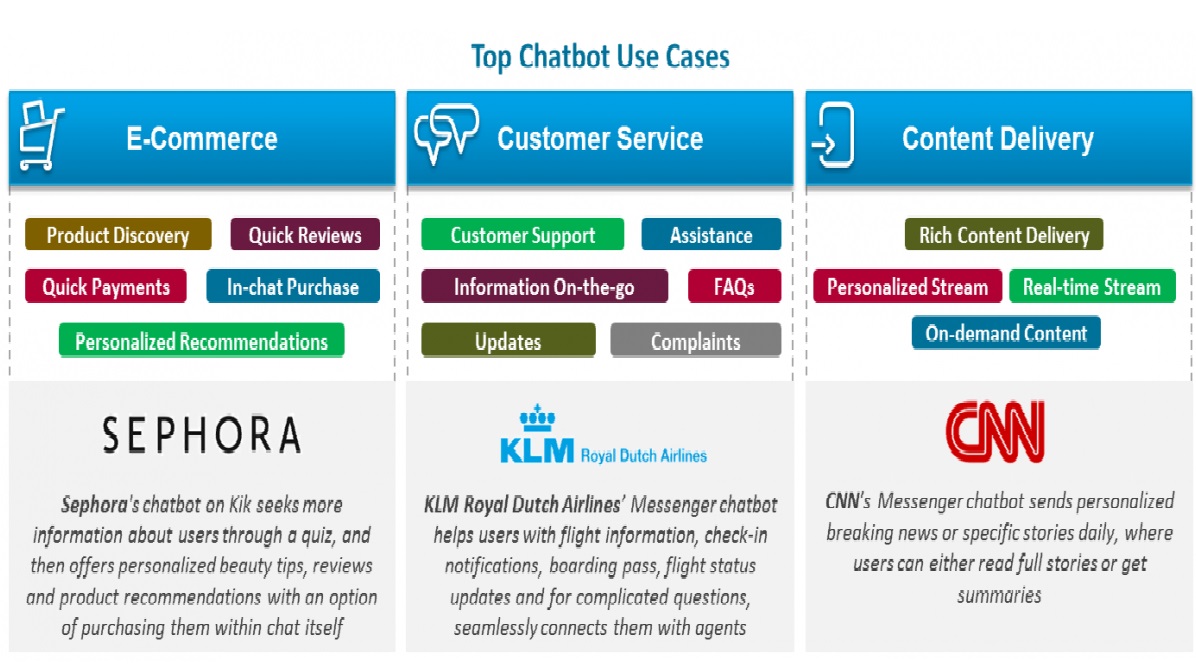 Top Chatbot Use Cases
E-Commerce
Product Discovery
Quick Reviews
Quick Payments
In-chat Purchase
Personalized Recommendations
SEPHORA
Sephora's chatbot on Kik seeks more
information about users through a quiz, and
then offers personalized beauty tips, reviews
and product recommendations with an option
of purchasing them within chat itself
Customer Service
Customer Support
Assistance
Information On-the-go
FAQs
Updates
Complaints
KLM Royal Dutch Airlines
KLM Royal Dutch Airlines’ Messenger chatbot
helps users with flight information, check-in
notifications, boarding pass, flight status
updates and for complicated questions,
seamlessly connects them with agents
Content Delivery
Rich Content Delivery
Personalized Stream
Real-time Stream
On-demand Content
CNN
CNN's Messenger chatbot sends personalized
breaking news or specific stories daily, where
users can either read full stories or get
summaries